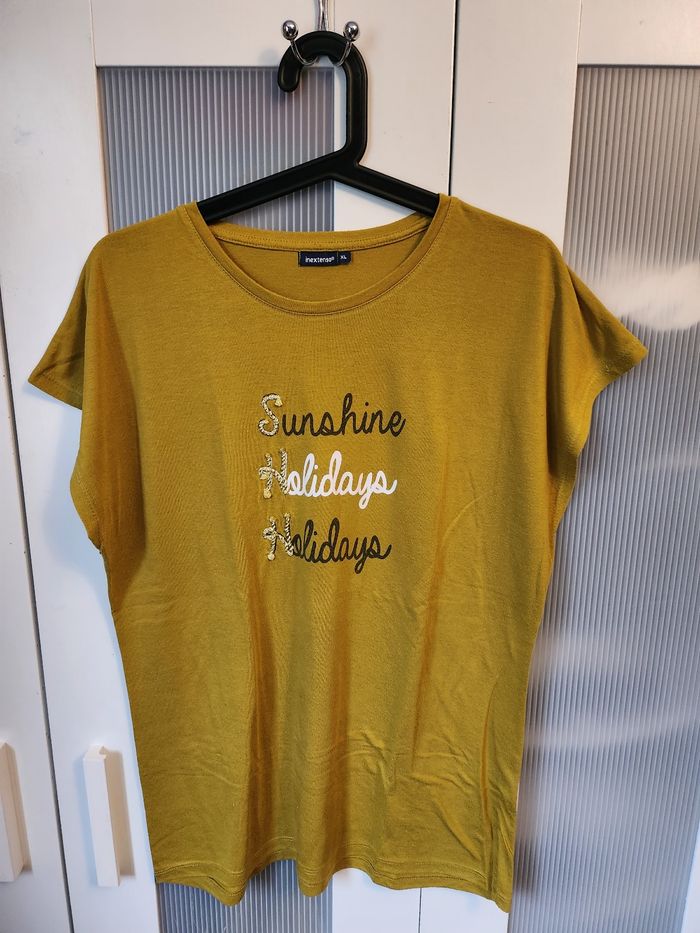 inextenso® XL
Sunshine
Holidays
Holidays